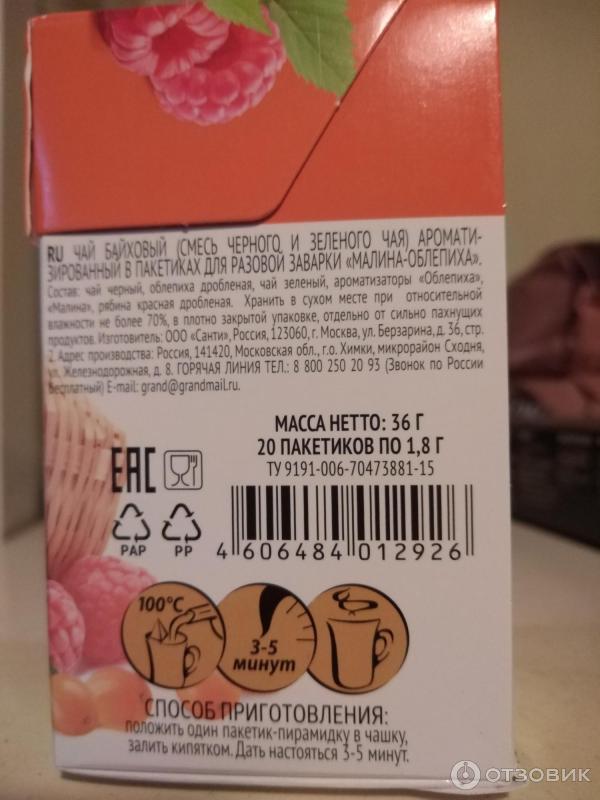 RU ЧАЙ БАЙХОВЫЙ (СМЕСЬ ЧЕРНОГО И ЗЕЛЕНОГО ЧАЯ) АРОМАТИ-
ЗИРОВАННЫЙ В ПАКЕТИКАХ ДЛЯ РАЗОВОЙ ЗАВАРКИ «МАЛИНА-ОБЛЕПИХА».
Состав: чай черный, облепиха дробленая, чай зеленый, ароматизаторы «Облепиха»,
«Малина», рябина красная дробленая. Хранить в сухом месте при относительной
влажности не более 70%, в плотно закрытой упаковке, отдельно от сильно пахнущих
продуктов. Изготовитель: ООО «Санти», Россия, 123060, г. Москва, ул. Берзарина, д. 36, стр.
2. Адрес производства: Россия, 141420, Московская обл., г.о. Химки, микрорайон Сходня,
ул. Железнодорожная, д. 8. ГОРЯЧАЯ ЛИНИЯ ТЕЛ.: 8 800 250 20 93 (Звонок по России
бесплатный) E-mail: grand@grandmail.ru.
МАССА НЕТТО: 36 Г
20 ПАКЕТИКОВ ПО 1,8 Г
ТУ 9191-006-70473881-15
EAC
PAP PP
4 606484 012926
100°C
3-5
минут
СПОСОБ ПРИГОТОВЛЕНИЯ:
положить один пакетик-пирамидку в чашку,
залить кипятком. Дать настояться 3-5 минут.
ОТЗОВИК